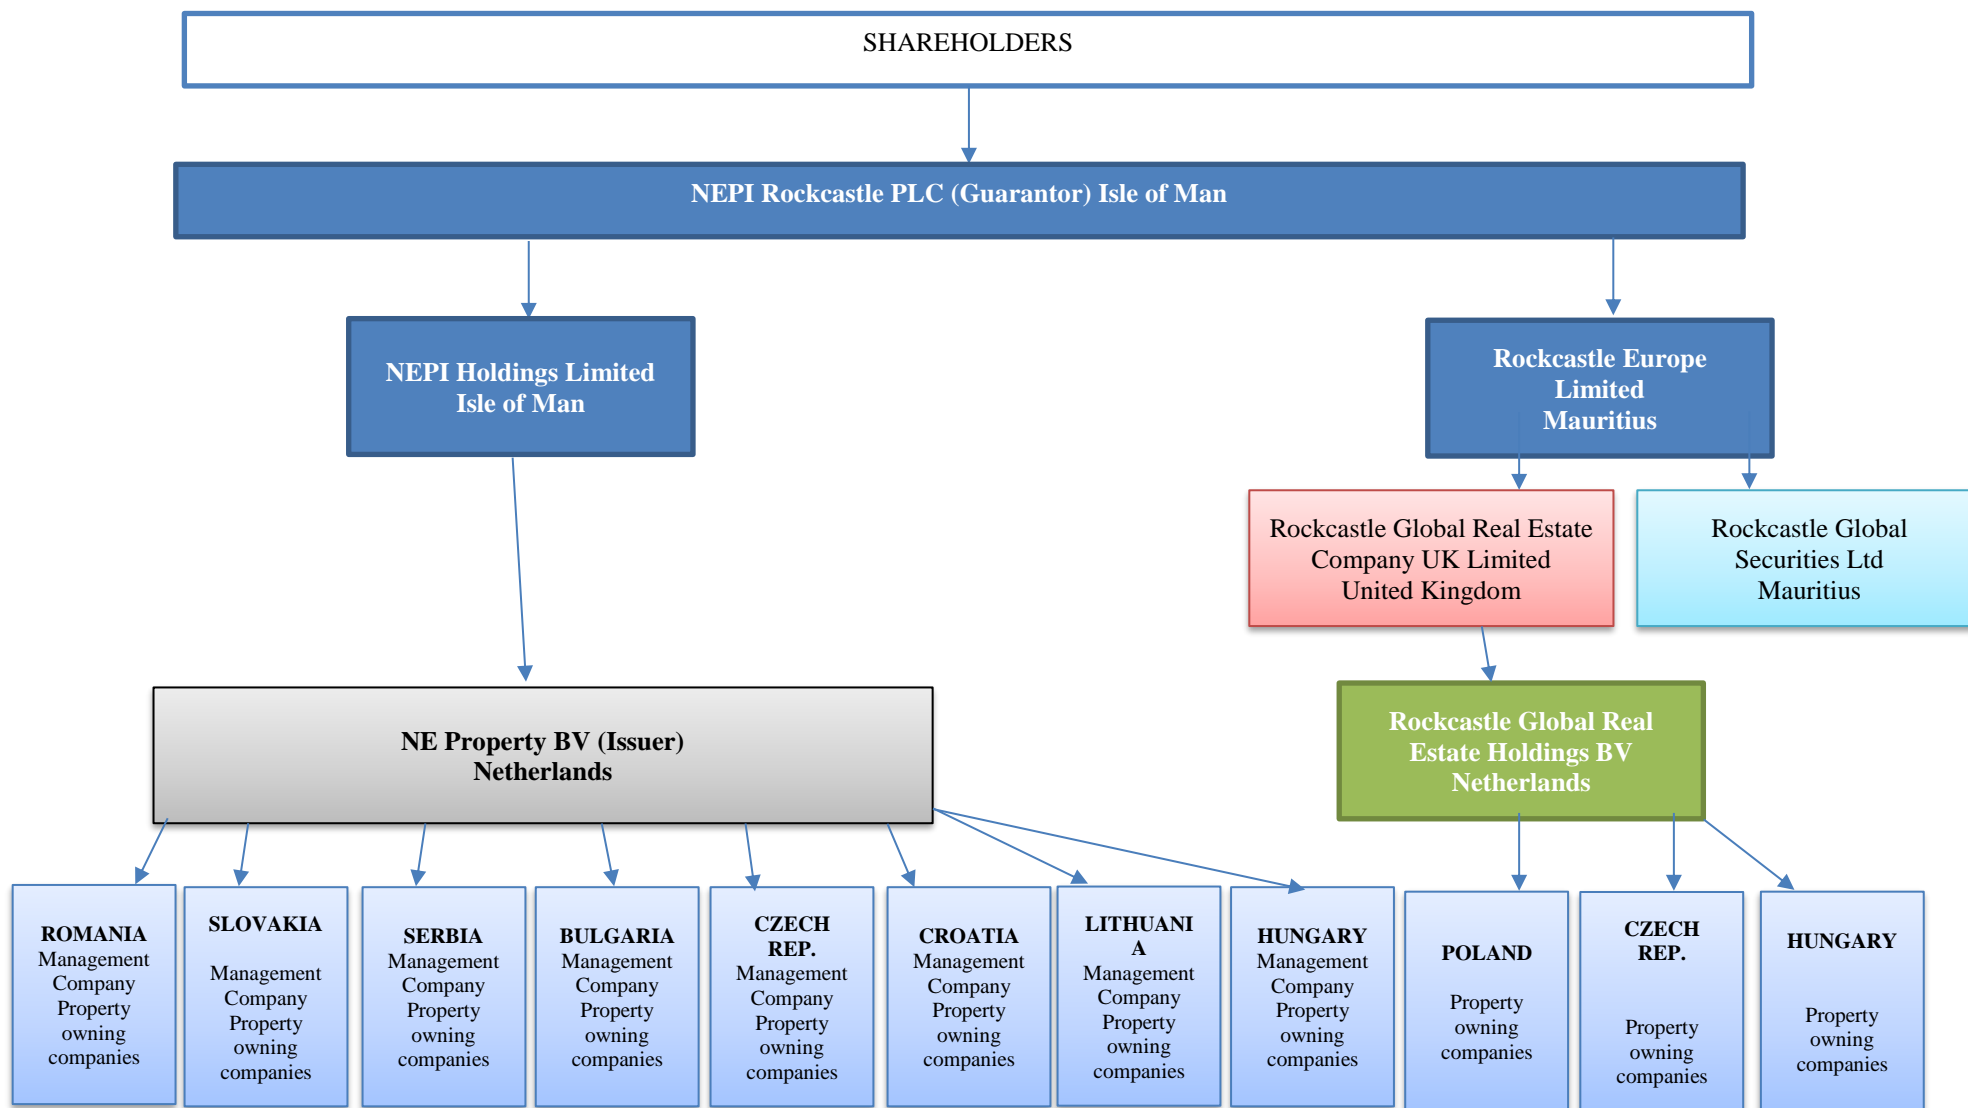 SHAREHOLDERS
NEPI Rockcastle PLC (Guarantor) Isle of Man
NEPI Holdings Limited
Isle of Man
Rockcastle Europe
Limited
Mauritius
Rockcastle Global Real Estate
Company UK Limited
United Kingdom
Rockcastle Global
Securities Ltd
Mauritius
NE Property BV (Issuer)
Netherlands
Rockcastle Global Real
Estate Holdings BV
Netherlands
ROMANIA
Management
Company
Property
owning
companies
SLOVAKIA
Management
Company
Property
owning
companies
SERBIA
Management
Company
Property
owning
companies
BULGARIA
Management
Company
Property
owning
companies
CZECH
REP.
Management
Company
Property
owning
companies
CROATIA
Management
Company
Property
owning
companies
LITHUANI
A
Management
Company
Property
owning
companies
HUNGARY
Management
Company
Property
owning
companies
POLAND
Property
owning
companies
CZECH
REP.
Property
owning
companies
HUNGARY
Property
owning
companies